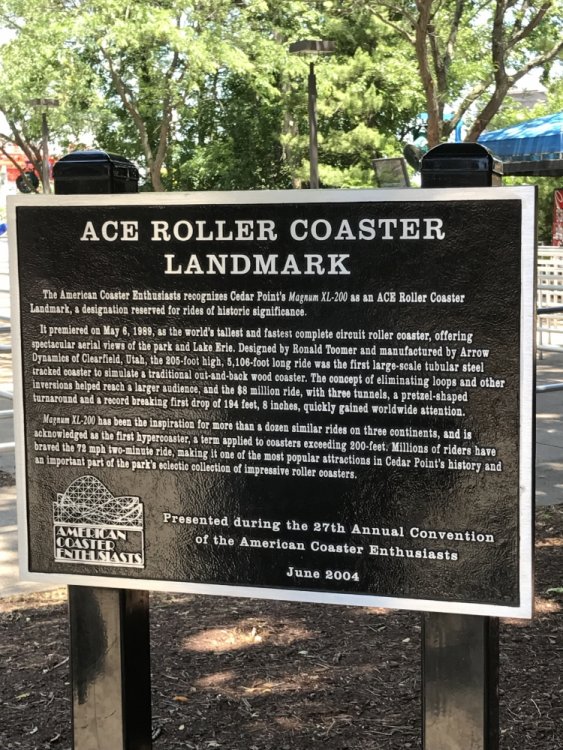 ACE ROLLER COASTER
LANDMARK
The American Coaster Enthusiasts recognizes Cedar Point's Magnum XL-200 as an ACE Roller Coaster
Landmark, a designation reserved for rides of historic significance.
It premiered on May 6, 1989, as the world's tallest and fastest complete circuit roller coaster, offering
spectacular aerial views of the park and Lake Erie. Designed by Ronald Toomer and manufactured by Arrow
Dynamics of Clearfield, Utah, the 205-foot high, 5,106-foot long ride was the first large-scale tubular steel
tracked coaster to simulate a traditional out-and-back wood coaster. The concept of eliminating loops and other
inversions helped reach a larger audience, and the $8 million ride, with three tunnels, a pretzel-shaped
turnaround and a record breaking first drop of 194 feet, 8 inches, quickly gained worldwide attention.
Magnum XL-200 has been the inspiration for more than a dozen similar rides on three continents, and is
acknowledged as the first hypercoaster, a term applied to coasters exceeding 200-feet. Millions of riders have
braved the 72 mph two-minute ride, making it one of the most popular attractions in Cedar Point's history and
an important part of the park's eclectic collection of impressive roller coasters.
AMERICAN
COASTER
ENTHUSIASTS
Presented during the 27th Annual Convention
of the American Coaster Enthusiasts
June 2004